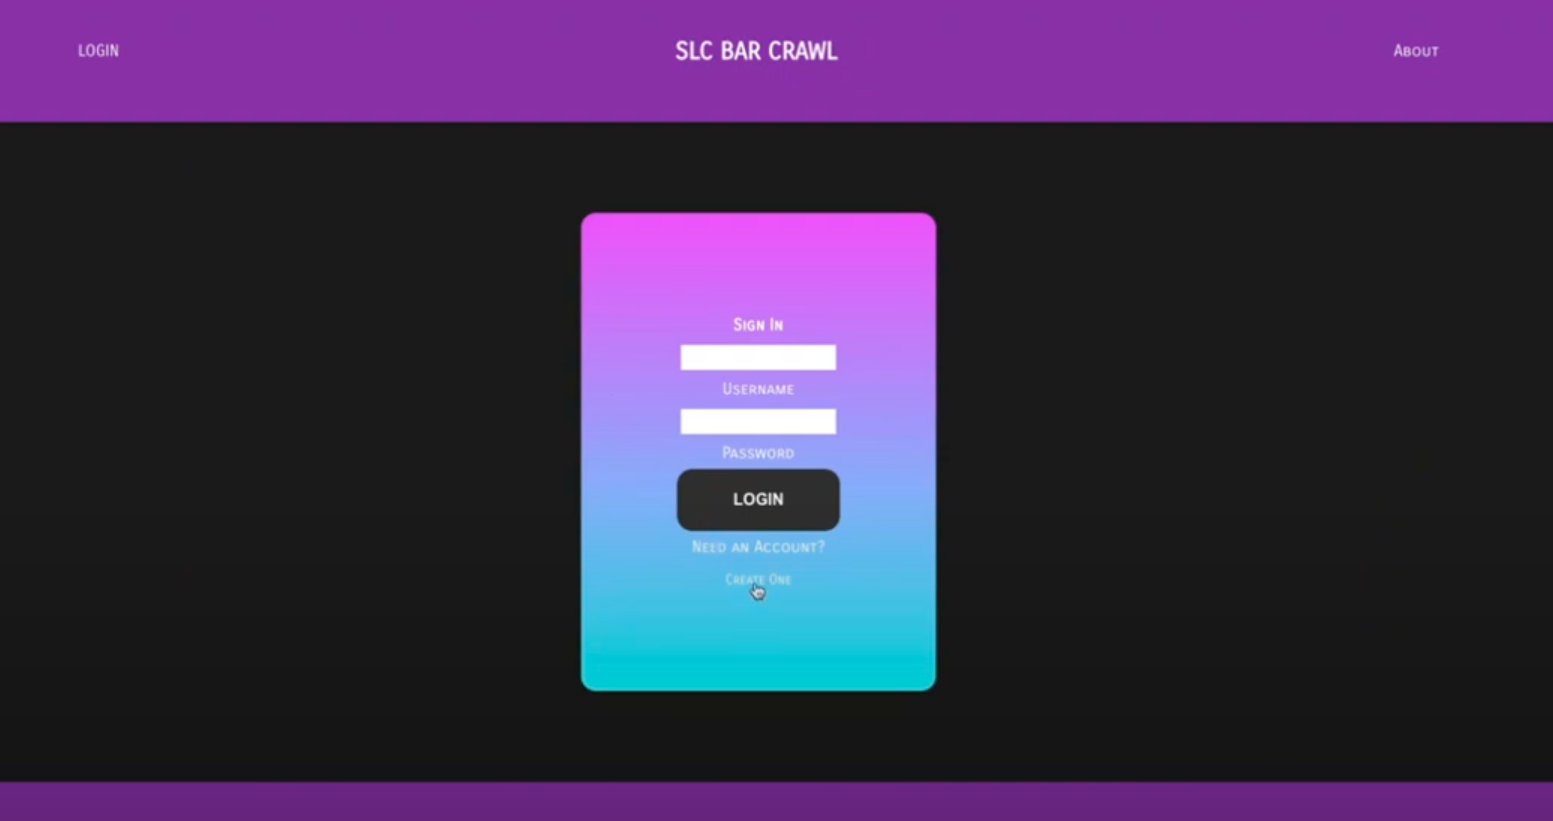 LOGIN
SLC BAR CRAWL
About
Sign In
Username
Password
LOGIN
Need an Account?
Create One